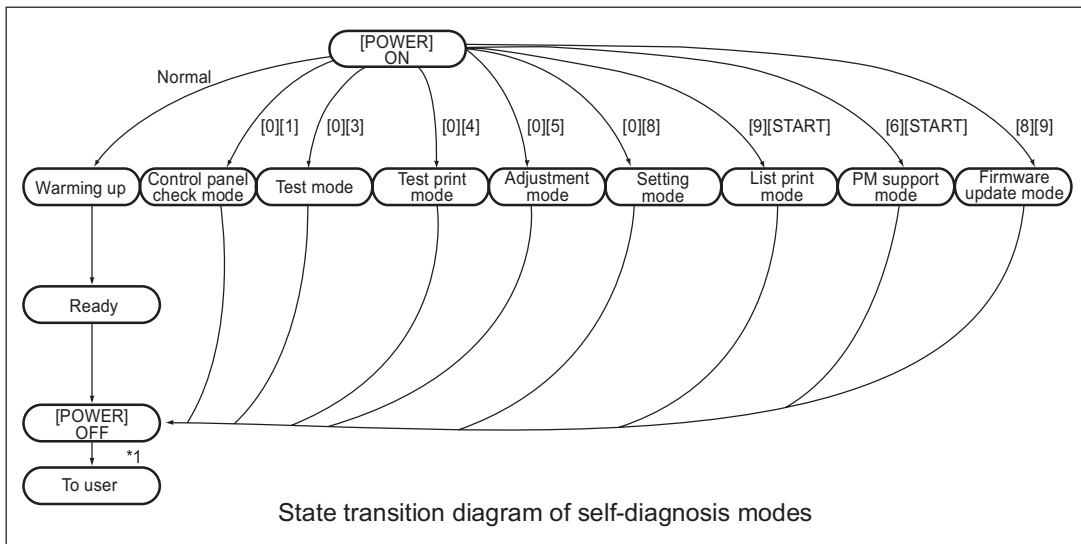 [POWER]
ON
Normal
[0][1]
[0][3]
[0][4]
[0][5]
[0][8]
[9][START]
[6][START]
[8][9]
Warming up
Control panel
check mode
Test mode
Test print
mode
Adjustment
mode
Setting
mode
List print
mode
PM support
mode
Firmware
update mode
Ready
[POWER]
OFF
*1
To user
State transition diagram of self-diagnosis modes